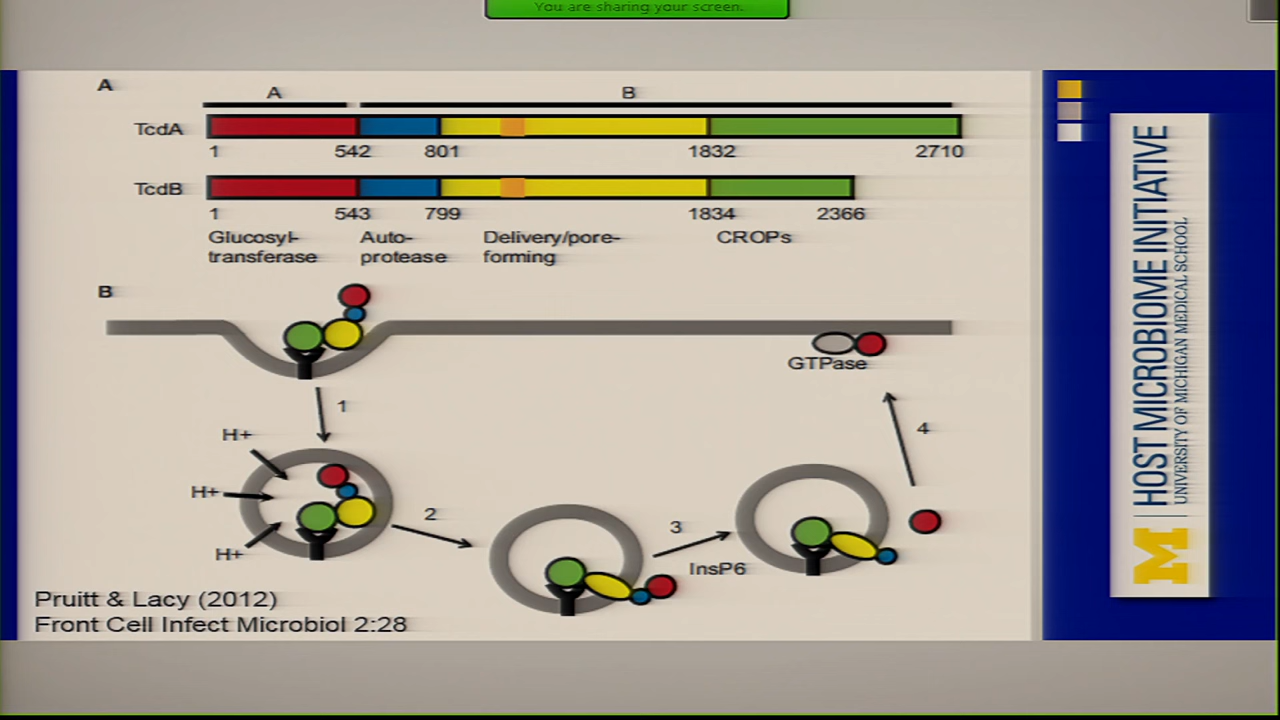 You are sharing your screen.
A
A
B
TcdA
1
542
801
1832
2710
TcdB
1
543
799
1834
2366
Glucosyl-
transferase
Auto-
protease
Delivery/pore-
forming
CROPs
B
GTPase
1
H+
H+
H+
2
3
InsP6
4
Pruitt & Lacy (2012)
Front Cell Infect Microbiol 2:28
M
HOST MICROBIOME INITIATIVE
UNIVERSITY OF MICHIGAN MEDICAL SCHOOL